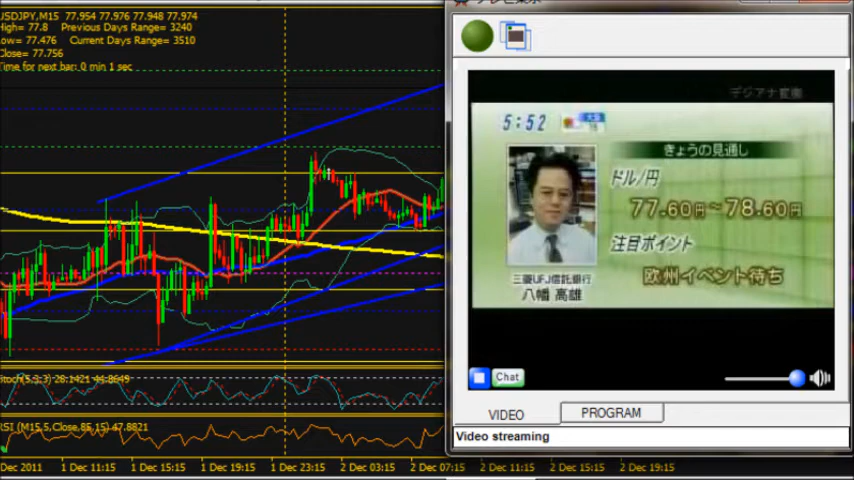 USDJPY,M15 77.954 77.976 77.948 77.974
High= 77.8 Previous Days Range= 3240
Low= 77.476 Current Days Range= 3510
Close= 77.756
Time for next bar: 0 min 1 sec
Stoch(5,3,3) 28.1421 44.8649
RSI (M15,5,Close,85,15) 47.8821
Dec 2011 1 Dec 11:15 1 Dec 15:15 1 Dec 19:15 1 Dec 23:15 2 Dec 03:15 2 Dec 07:15 2 Dec 11:15 2 Dec 15:15 2 Dec 19:15
デジアナ変換
5:52
大阪
きょうの見通し
ドル/円
77.60円~78.60円
注目ポイント
欧州イベント待ち
三菱UFJ信託銀行
八幡 高雄
Chat
VIDEO PROGRAM
Video streaming